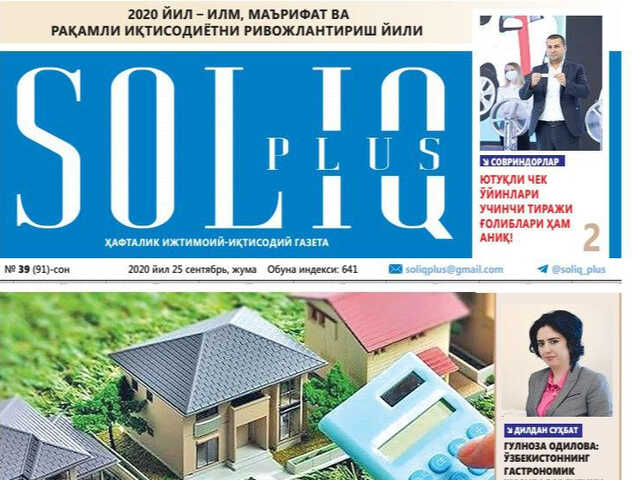 2020 ЙИЛ – ИЛМ, МАЪРИФАТ ВА
РАҚАМЛИ ИҚТИСОДИЁТНИ РИВОЖЛАНТИРИШ ЙИЛИ
SOLIQ
PLUS
ҲАФТАЛИК ИЖТИМОИЙ-ИҚТИСОДИЙ ГАЗЕТА
СОВРИНДОРЛАР
ЮТУҚЛИ ЧЕК
ЎЙИНЛАРИ
УЧИНЧИ ТИРАЖИ
ҒОЛИБЛАРИ ҲАМ
АНИҚ!
2
№ 39 (91)-сон 2020 йил 25 сентябрь, жума Обуна индекси: 641 soliqplus@gmail.com @soliq_plus
ДИЛДАН СУҲБАТ
ГУЛНОЗА ОДИЛОВА:
ЎЗБЕКИСТОННИНГ
ГАСТРОНОМИК